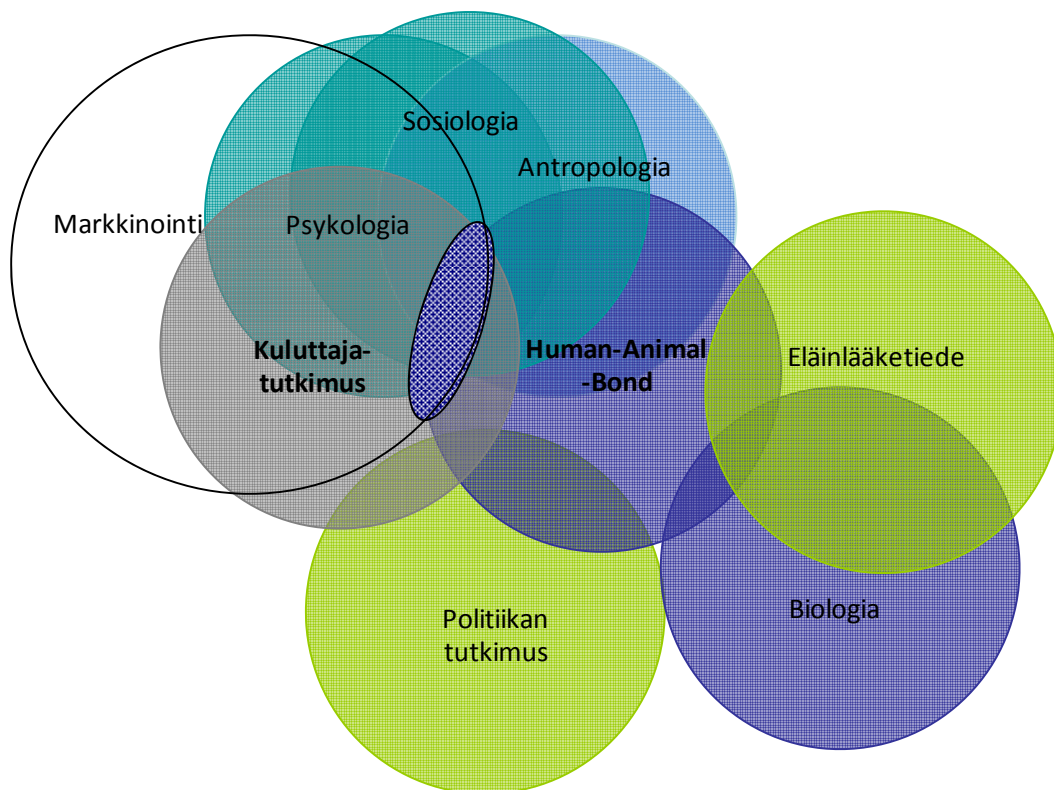 Sosiologia
Antropologia
Markkinointi
Psykologia
Kuluttaja-
tutkimus
Human-Animal
-Bond
Eläinlääketiede
Biologia
Politiikan
tutkimus